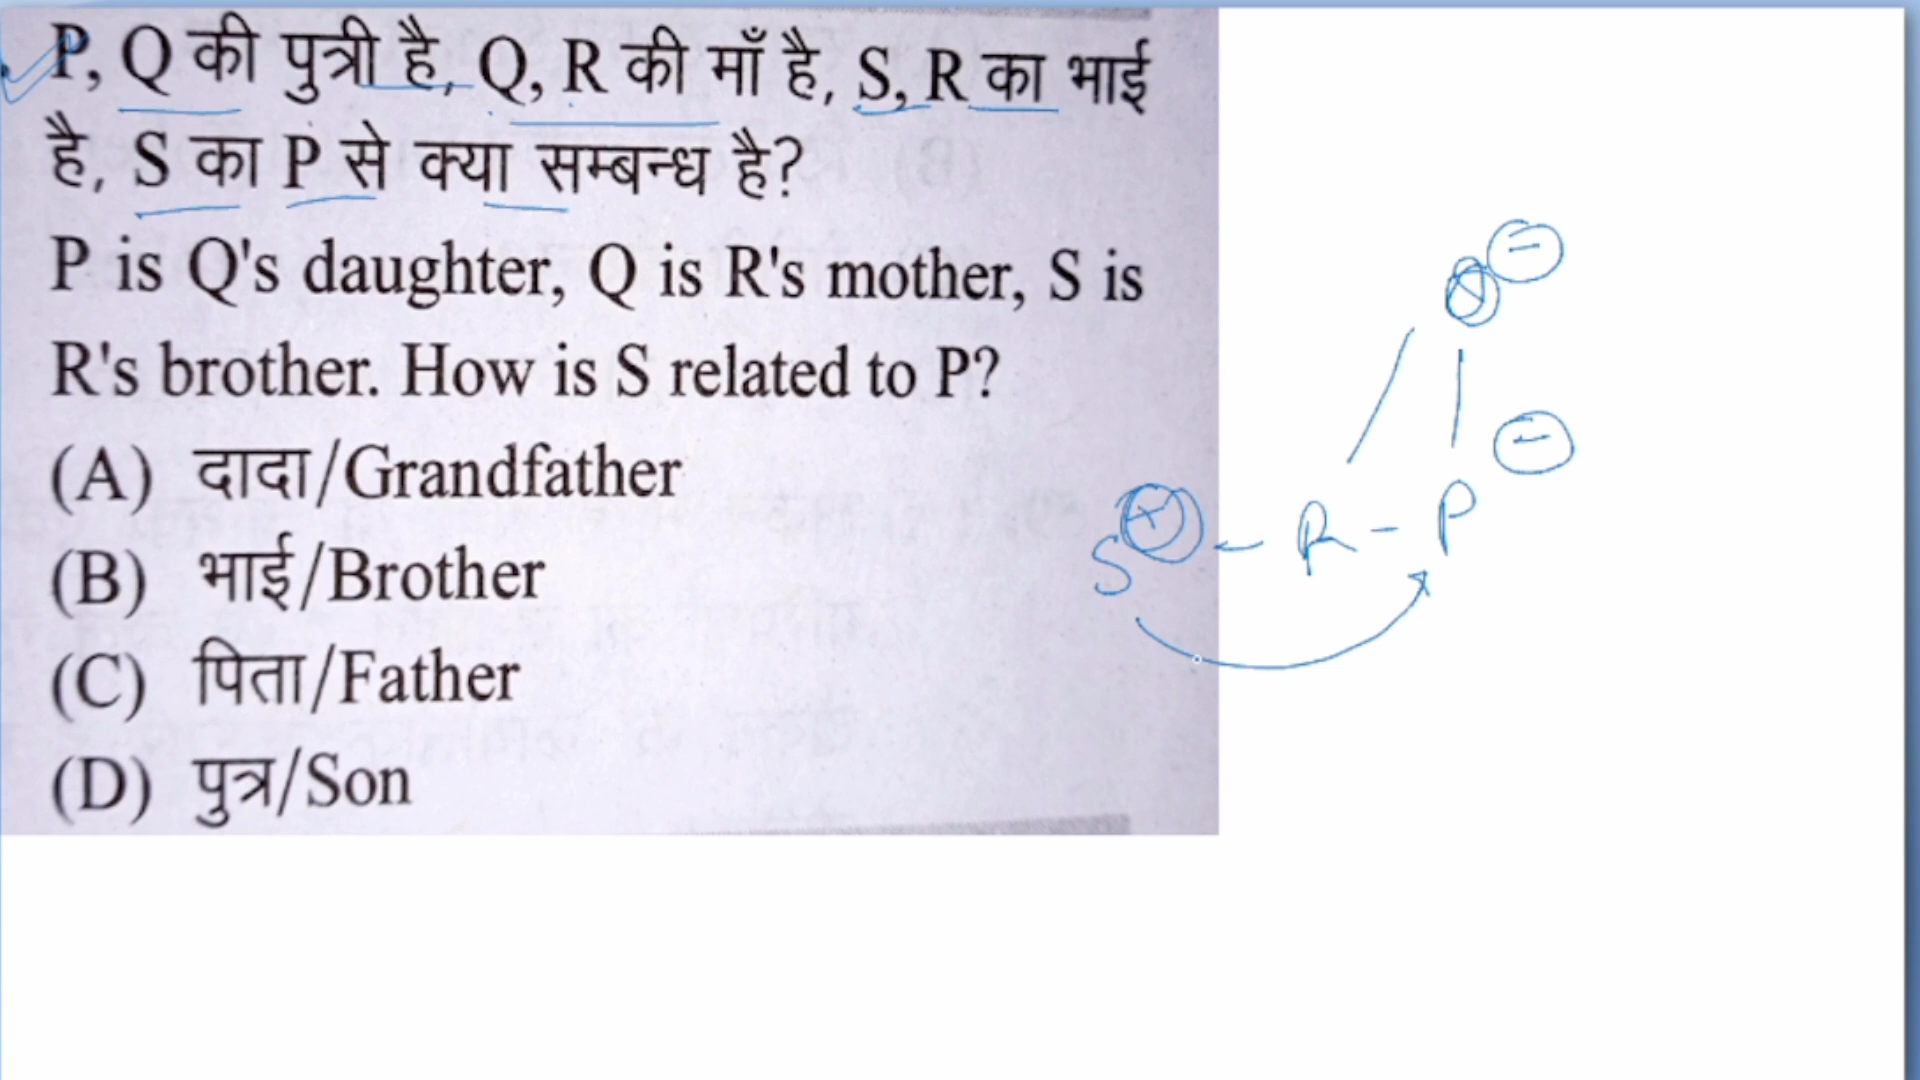 P, Q की पुत्री है, Q, R की माँ है, S, R का भाई
है, S का P से क्या सम्बन्ध है?
P is Q's daughter, Q is R's mother, S is
R's brother. How is S related to P?
(A) दादा/Grandfather
(B) भाई/Brother
(C) पिता/Father
(D) पुत्र/Son
S + - R - P